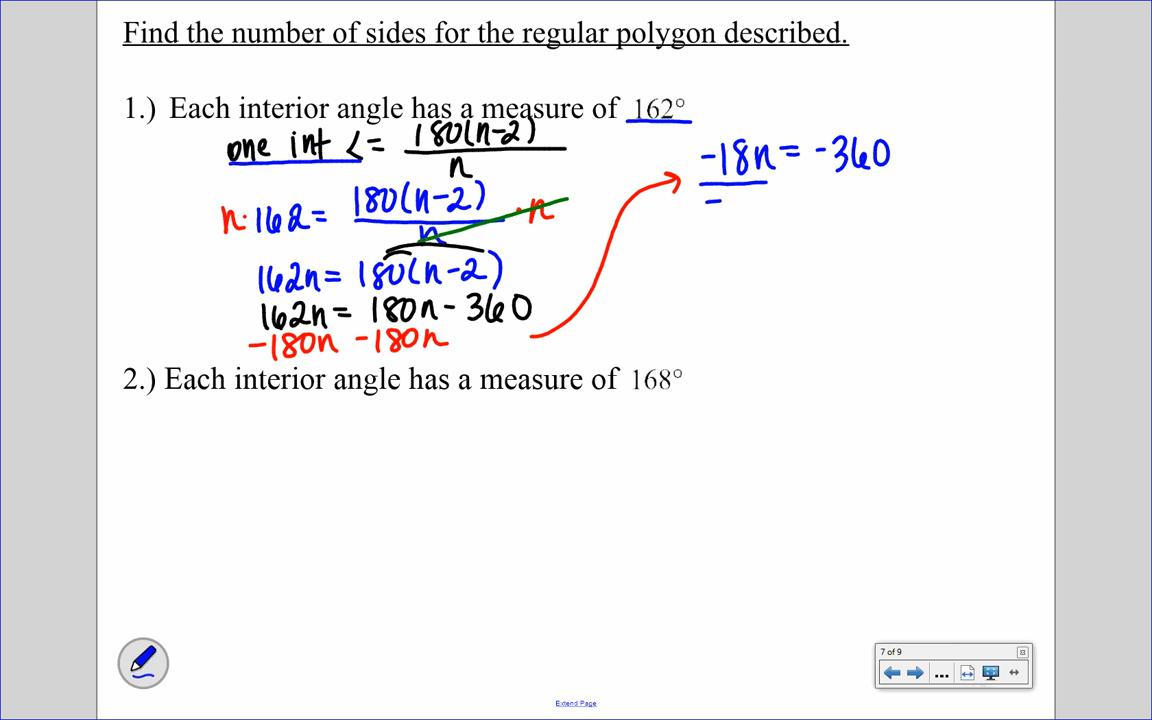 Find the number of sides for the regular polygon described.
1.) Each interior angle has a measure of 162°
one int < = 180(n-2)
n
-18n = -360
-
n· 162 = 180(n-2) · n
n
162n = 180(n-2)
162n = 180n - 360
-180n -180n
2.) Each interior angle has a measure of 168°
7 of 9
...
Extend Page